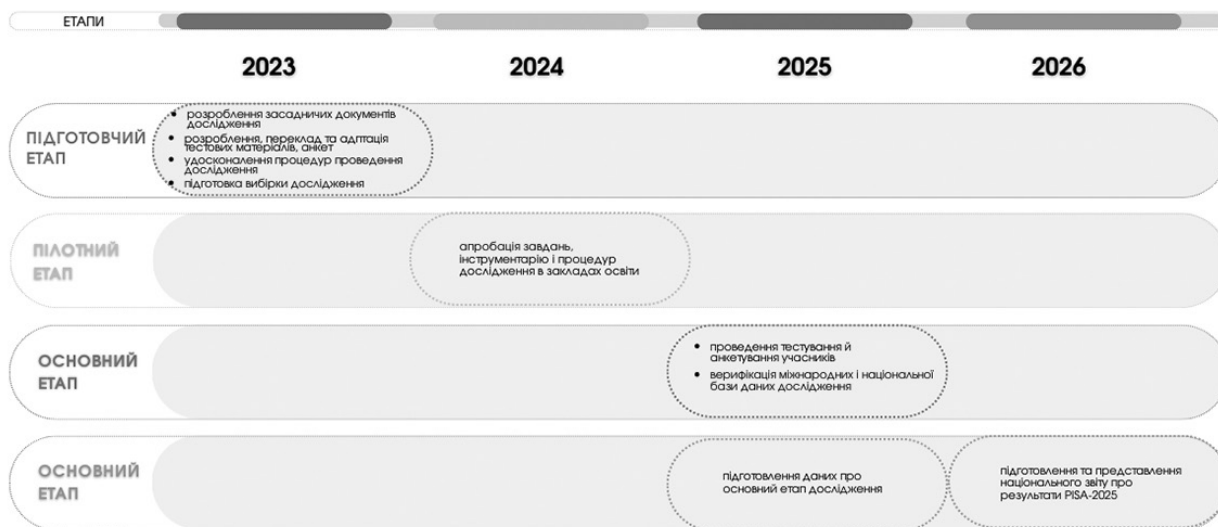 ЕТАПИ
2023
2024
2025
2026
ПІДГОТОВЧИЙ
ЕТАП
• розроблення засадничих документів
дослідження
• розроблення, переклад та адптація
тестових матеріалів, анкет
• удосконалення процедур проведення
дослідження
• підготовка вибірки дослідження
ПІЛОТНИЙ
ЕТАП
апробація завдань,
інструментарію і процедур
дослідження в закладах освіти
ОСНОВНИЙ
ЕТАП
• проведення тестування й
анкетування учасників
• верифікація міжнародних і національної
бази даних дослідження
ОСНОВНИЙ
ЕТАП
підготовлення даних про
основний етап дослідження
підготовлення та представлення
національного звіту про
результати PISA-2025